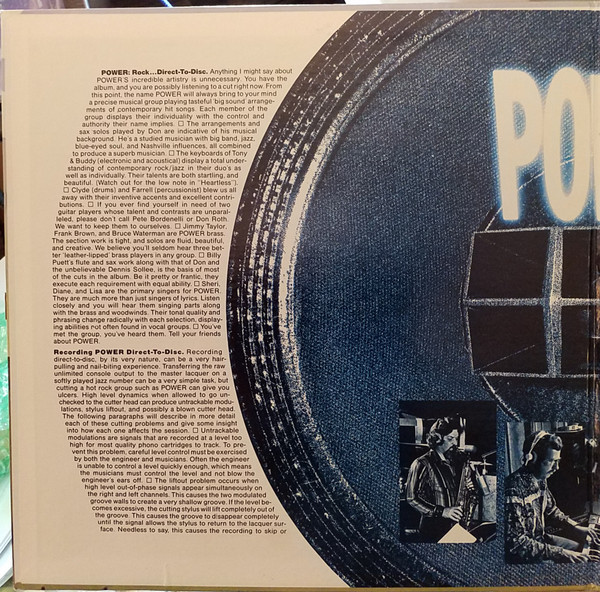 POWER: Rock...Direct-To-Disc. Anything I might say about
POWER'S incredible artistry is unnecessary. You have the
album, and you are possibly listening to a cut right now. From
this point, the name POWER will always bring to your mind
a precise musical group playing tasteful 'big sound' arrange-
ments of contemporary hit songs. Each member of the
group displays their individuality with the control and
authority their name implies. ☐ The arrangements and
sax solos played by Don are indicative of his musical
background. He's a studied musician with big band, jazz,
blue-eyed soul, and Nashville influences, all combined
to produce a superb musician. ☐ The keyboards of Tony
& Buddy (electronic and acoustical) display a total under-
standing of contemporary rock/jazz in their duo's as
well as individually. Their talents are both startling, and
beautiful. (Watch out for the low note in "Heartless").
☐ Clyde (drums) and Farrell (percussionist) blew us all
away with their inventive accents and excellent contri-
butions. ☐ If you ever find yourself in need of two
guitar players whose talent and contrasts are unparal-
leled, please don't call Pete Bordenelli or Don Roth.
We want to keep them to ourselves. ☐ Jimmy Taylor,
Frank Brown, and Bruce Waterman are POWER brass.
The section work is tight, and solos are fluid, beautiful,
and creative. We believe you'll seldom hear three bet-
ter 'leather-lipped' brass players in any group. ☐ Billy
Puett's flute and sax work along with that of Don and
the unbelievable Dennis Sollee, is the basis of most
of the cuts in the album. Be it pretty or frantic, they
execute each requirement with equal ability. ☐ Sheri,
Diane, and Lisa are the primary singers for POWER.
They are much more than just singers of lyrics. Listen
closely and you will hear them singing parts along
with the brass and woodwinds. Their tonal quality and
phrasing change radically with each selection, display-
ing abilities not often found in vocal groups. ☐ You've
met the group, you've heard them. Tell your friends
about POWER.
Recording POWER Direct-To-Disc. Recording
direct-to-disc, by its very nature, can be a very hair-
pulling and nail-biting experience. Transferring the raw
unlimited console output to the master lacquer on a
softly played jazz number can be a very simple task, but
cutting a hot rock group such as POWER can give you
ulcers. High level dynamics when allowed to go un-
checked to the cutter head can produce untrackable modu-
lations, stylus liftout, and possibly a blown cutter head.
The following paragraphs will describe in more detail
each of these cutting problems and give some insight
into how each one affects the session. ☐ Untrackable
modulations are signals that are recorded at a level too
high for most quality phono cartridges to track. To pre-
vent this problem, careful level control must be exercised
by both the engineer and musicians. Often the engineer
is unable to control a level quickly enough, which means
the musicians must control the level and not blow the
engineer's ears off. ☐ The liftout problem occurs when
high level out-of-phase signals appear simultaneously on
the right and left channels. This causes the two modulated
groove walls to create a very shallow groove. If the level be-
comes excessive, the cutting stylus will lift completely out of
the groove. This causes the groove to disappear completely
until the signal allows the stylus to return to the lacquer sur-
face. Needless to say, this causes the recording to skip or
PO